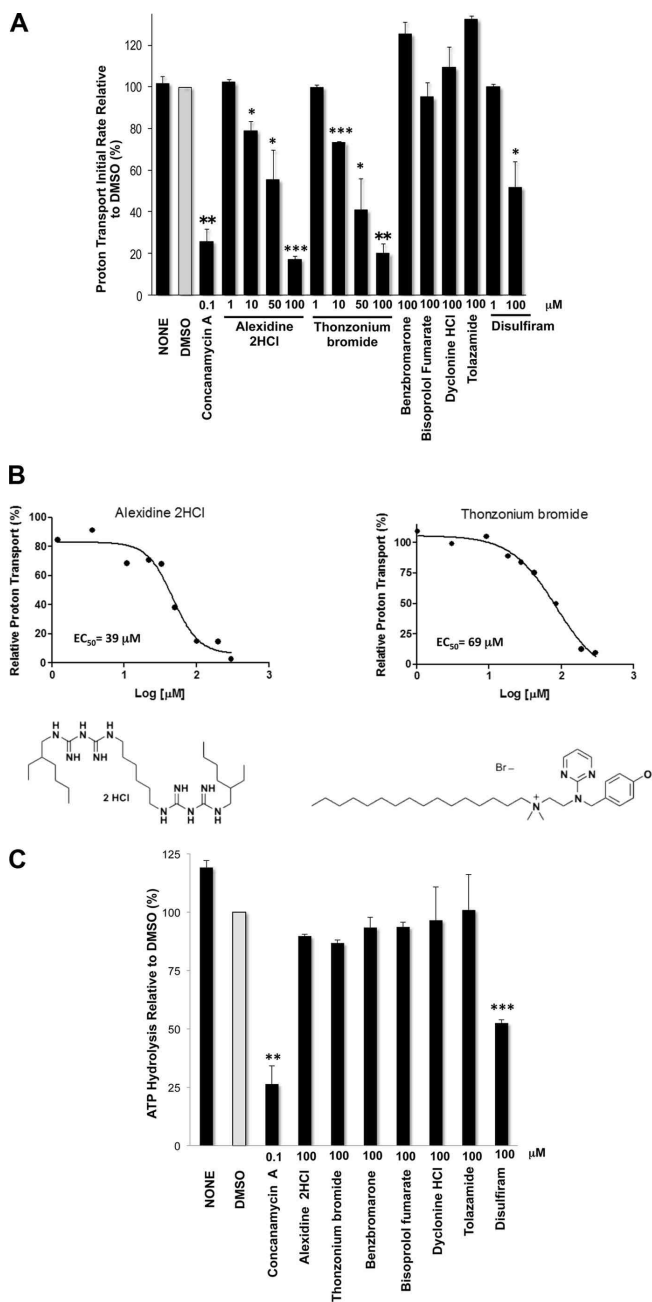 A
Proton Transport Initial Rate Relative
to DMSO (%)
120
100
80
60
40
20
0
** * * *** *** * ** *
0.1 1 10 50 100 1 10 50 100 100 100 100 100 1 100 μM
NONE
DMSO
Concanamycin A
Alexidine
2HCl
Thonzonium
bromide
Benzbromarone
Bisoprolol Fumarate
Dyclonine HCl
Tolazamide
Disulfiram
B
Alexidine 2HCl
Relative Proton Transport (%)
100
80
60
40
20
0
EC50= 39 μM
0 1 2 3
Log [μM]
Thonzonium bromide
Relative Proton Transport (%)
100
75
50
25
0
EC50= 69 μM
0 1 2 3
Log [μM]
H H H
N N N
NH NH
NH NH
N N N
H H H
2 HCl
Br –
N N
N+ N
O
C
ATP Hydrolysis Relative to DMSO (%)
125
100
75
50
25
0
** ***
0.1 100 100 100 100 100 100 100 μM
NONE
DMSO
Concanamycin A
Alexidine 2HCl
Thonzonium bromide
Benzbromarone
Bisoprolol fumarate
Dyclonine HCl
Tolazamide
Disulfiram